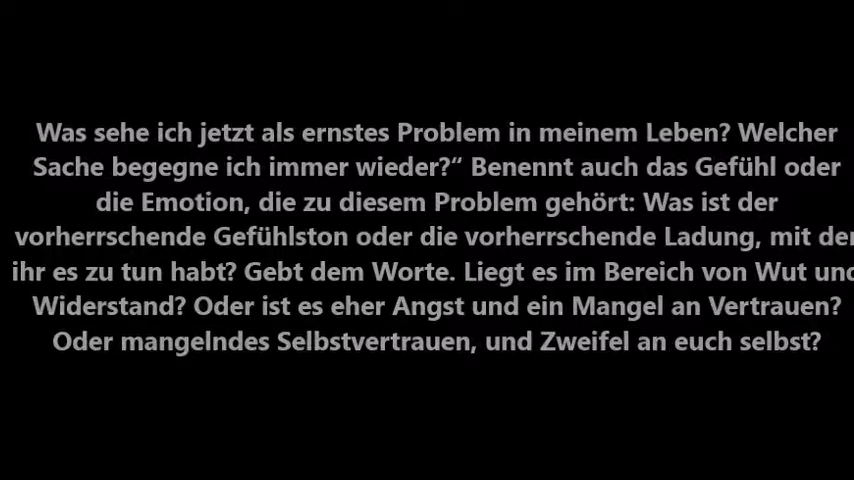 Was sehe ich jetzt als ernstes Problem in meinem Leben? Welcher
Sache begegne ich immer wieder?“ Benennt auch das Gefühl oder
die Emotion, die zu diesem Problem gehört: Was ist der
vorherrschende Gefühlston oder die vorherrschende Ladung, mit der
ihr es zu tun habt? Gebt dem Worte. Liegt es im Bereich von Wut und
Widerstand? Oder ist es eher Angst und ein Mangel an Vertrauen?
Oder mangelndes Selbstvertrauen, und Zweifel an euch selbst?